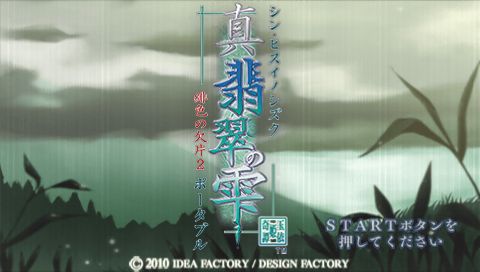 シン・ヒスイノシズク
真翡翠の雫
緋色の欠片2 ポータブル
TM
STARTボタンを
押してください
© 2010 IDEA FACTORY / DESIGN FACTORY